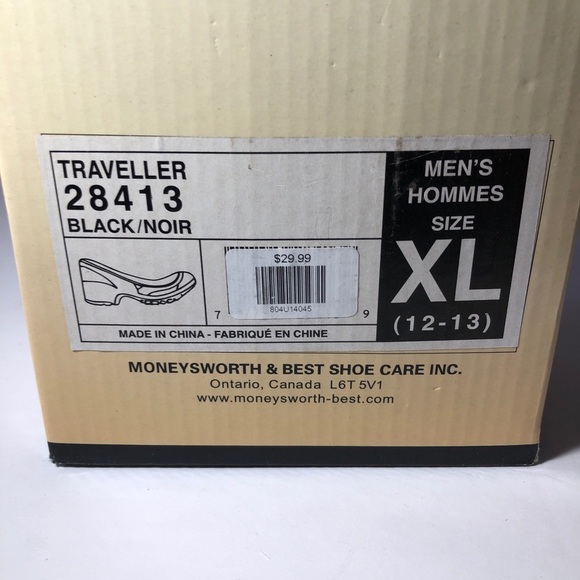 TRAVELLER
28413
BLACK/NOIR
$29.99
804U14045
7 9
MADE IN CHINA - FABRIQUÉ EN CHINE
MEN'S
HOMMES
SIZE
XL
(12-13)
MONEYSWORTH & BEST SHOE CARE INC.
Ontario, Canada L6T 5V1
www.moneysworth-best.com